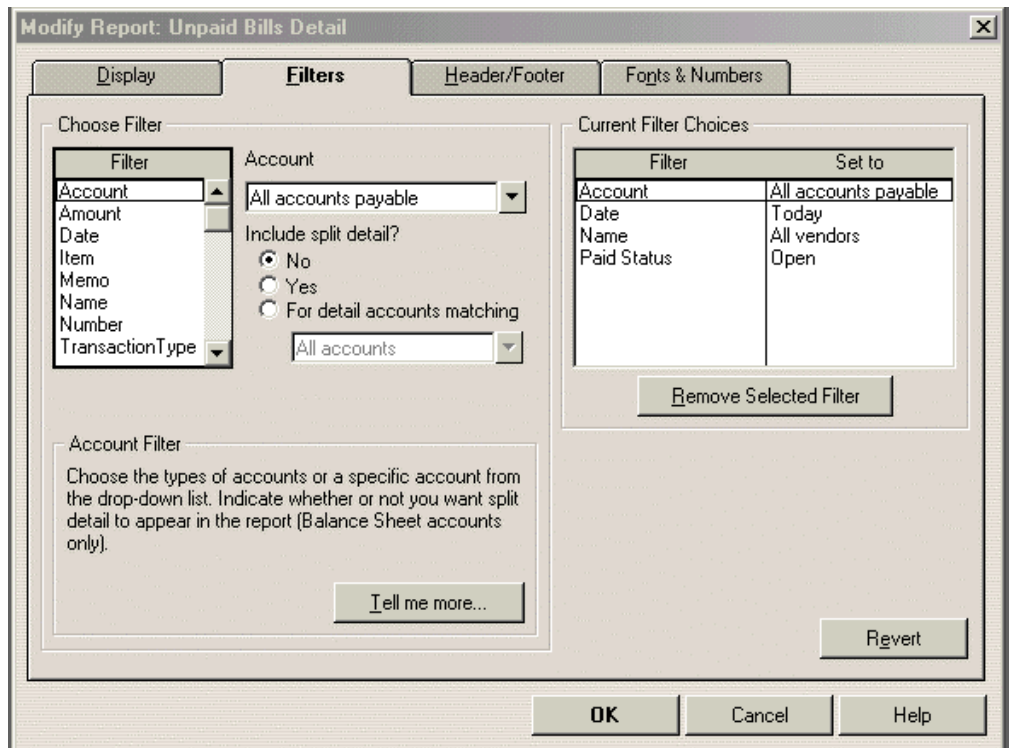 Modify Report: Unpaid Bills Detail
Display
Filters
Header/Footer
Fonts & Numbers
Choose Filter
Filter
Account
Amount
Date
Item
Memo
Name
Number
TransactionType
Account
All accounts payable
Include split detail?
No
Yes
For detail accounts matching
All accounts
Account Filter
Choose the types of accounts or a specific account from
the drop-down list. Indicate whether or not you want split
detail to appear in the report (Balance Sheet accounts
only).
Tell me more...
Current Filter Choices
Filter Set to
Account All accounts payable
Date Today
Name All vendors
Paid Status Open
Remove Selected Filter
Revert
OK
Cancel
Help